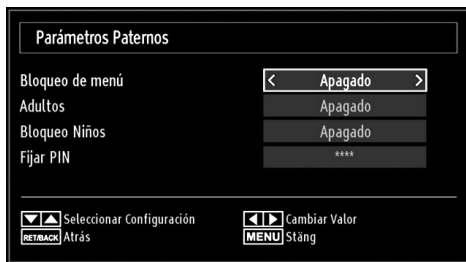 Parámetros Paternos
Bloqueo de menú < Apagado >
Adultos Apagado
Bloqueo Niños Apagado
Fijar PIN ****
▼▲ Seleccionar Configuración ◀▶ Cambiar Valor
RET/BACK Atrás MENU Stäng